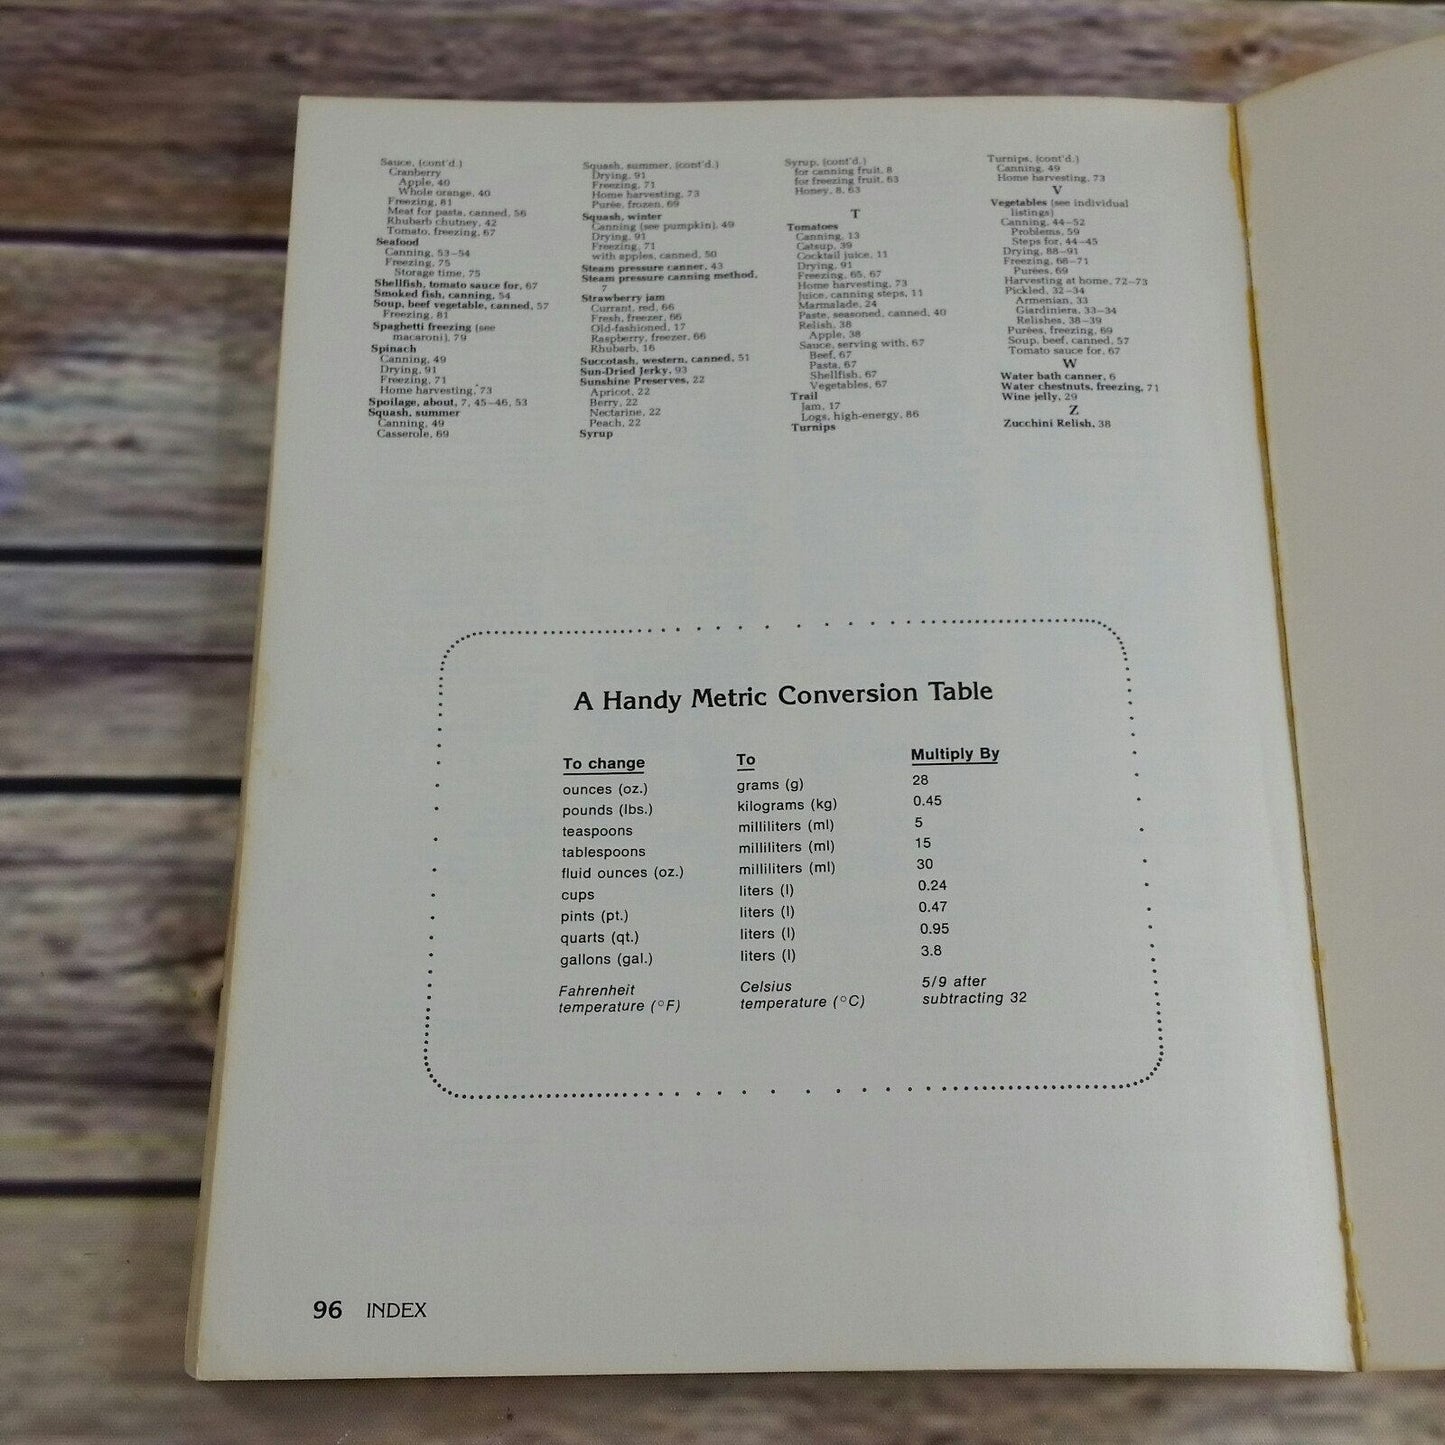 Sauce, (cont'd.)
Cranberry
Apple, 40
Whole orange, 40
Freezing, 81
Meat for pasta, canned, 56
Rhubarb chutney, 42
Tomato, freezing, 67
Seafood
Canning, 53–54
Freezing, 75
Storage time, 75
Shellfish, tomato sauce for, 67
Smoked fish, canning, 54
Soup, beef vegetable, canned, 57
Freezing, 81
Spaghetti freezing (see
macaroni), 79
Spinach
Canning, 49
Drying, 91
Freezing, 71
Home harvesting, 73
Spoilage, about, 7, 45–46, 53
Squash, summer
Canning, 49
Casserole, 69
Squash, summer, (cont'd.)
Drying, 91
Freezing, 71
Home harvesting, 73
Purée, frozen, 69
Squash, winter
Canning (see pumpkin), 49
Drying, 91
Freezing, 71
with apples, canned, 50
Steam pressure canner, 43
Steam pressure canning method,
7
Strawberry jam
Currant, red, 66
Fresh, freezer, 66
Old-fashioned, 17
Raspberry, freezer, 66
Rhubarb, 16
Succotash, western, canned, 51
Sun-Dried Jerky, 93
Sunshine Preserves, 22
Apricot, 22
Berry, 22
Nectarine, 22
Peach, 22
Syrup
Syrup, (cont'd.)
for canning fruit, 8
for freezing fruit, 63
Honey, 8, 63
T
Tomatoes
Canning, 13
Catsup, 39
Cocktail juice, 11
Drying, 91
Freezing, 65, 67
Home harvesting, 73
Juice, canning steps, 11
Marmalade, 24
Paste, seasoned, canned, 40
Relish, 38
Apple, 38
Sauce, serving with, 67
Beef, 67
Pasta, 67
Shellfish, 67
Vegetables, 67
Trail
Jam, 17
Logs, high-energy, 86
Turnips
Turnips, (cont'd.)
Canning, 49
Home harvesting, 73
V
Vegetables (see individual
listings)
Canning, 44–52
Problems, 59
Steps for, 44–45
Drying, 88–91
Freezing, 68–71
Purées, 69
Harvesting at home, 72–73
Pickled, 32–34
Armenian, 33
Giardiniera, 33–34
Relishes, 38–39
Purées, freezing, 69
Soup, beef, canned, 57
Tomato sauce for, 67
W
Water bath canner, 6
Water chestnuts, freezing, 71
Wine jelly, 29
Z
Zucchini Relish, 38
A Handy Metric Conversion Table
To change To Multiply By
ounces (oz.) grams (g) 28
pounds (lbs.) kilograms (kg) 0.45
teaspoons milliliters (ml) 5
tablespoons milliliters (ml) 15
fluid ounces (oz.) milliliters (ml) 30
cups liters (l) 0.24
pints (pt.) liters (l) 0.47
quarts (qt.) liters (l) 0.95
gallons (gal.) liters (l) 3.8
Fahrenheit Celsius 5/9 after
temperature (°F) temperature (°C) subtracting 32
96 INDEX